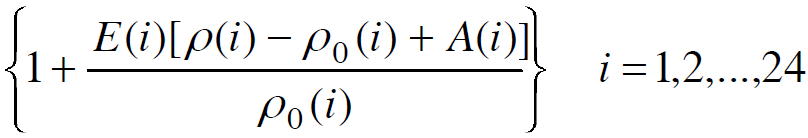 {1 + E(i)[ρ(i) − ρ₀(i) + A(i)] / ρ₀(i)} i = 1,2,...,24